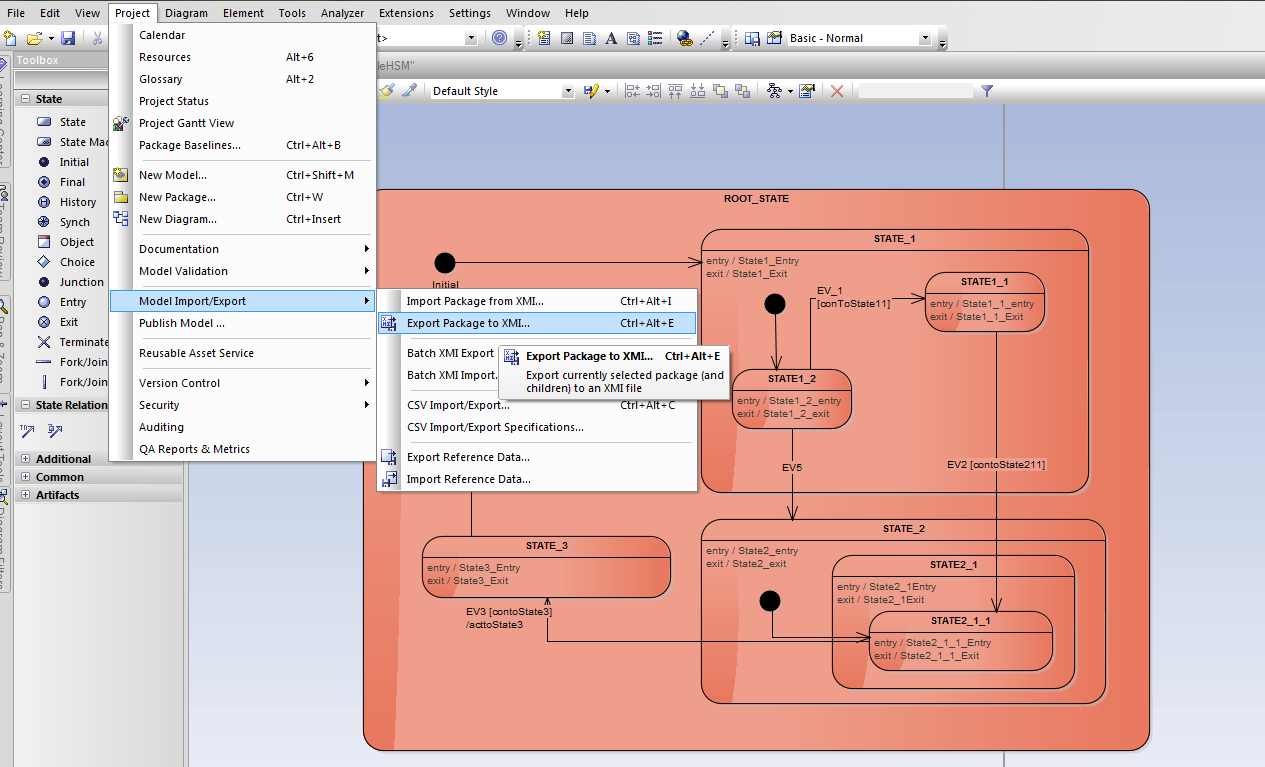 File Edit View Project Diagram Element Tools Analyzer Extensions Settings Window Help
t>
Basic - Normal
Toolbox
leHSM"
Default Style
State
State
State Mac
Initial
Final
History
Synch
Object
Choice
Junction
Entry
Exit
Terminate
Fork/Join
Fork/Join
State Relation
Additional
Common
Artifacts
Calendar
Resources Alt+6
Glossary Alt+2
Project Status
Project Gantt View
Package Baselines... Ctrl+Alt+B
New Model... Ctrl+Shift+M
New Package... Ctrl+W
New Diagram... Ctrl+Insert
Documentation
Model Validation
Model Import/Export
Publish Model ...
Reusable Asset Service
Version Control
Security
Auditing
QA Reports & Metrics
Import Package from XMI... Ctrl+Alt+I
Export Package to XMI... Ctrl+Alt+E
Batch XMI Export
Batch XMI Import.
CSV Import/Export... Ctrl+Alt+C
CSV Import/Export Specifications...
Export Reference Data...
Import Reference Data...
Export Package to XMI... Ctrl+Alt+E
Export currently selected package (and
children) to an XMI file
ROOT_STATE
Initial
STATE_1
entry / State1_Entry
exit / State1_Exit
EV_1
[conToState11]
STATE1_1
entry / State1_1_entry
exit / State1_1_Exit
STATE1_2
entry / State1_2_entry
exit / State1_2_exit
EV5
EV2 [contoState211]
STATE_3
entry / State3_Entry
exit / State3_Exit
EV3 [contoState3]
/acttoState3
STATE_2
entry / State2_entry
exit / State2_exit
STATE2_1
entry / State2_1Entry
exit / State2_1Exit
STATE2_1_1
entry / State2_1_1_Entry
exit / State2_1_1_Exit